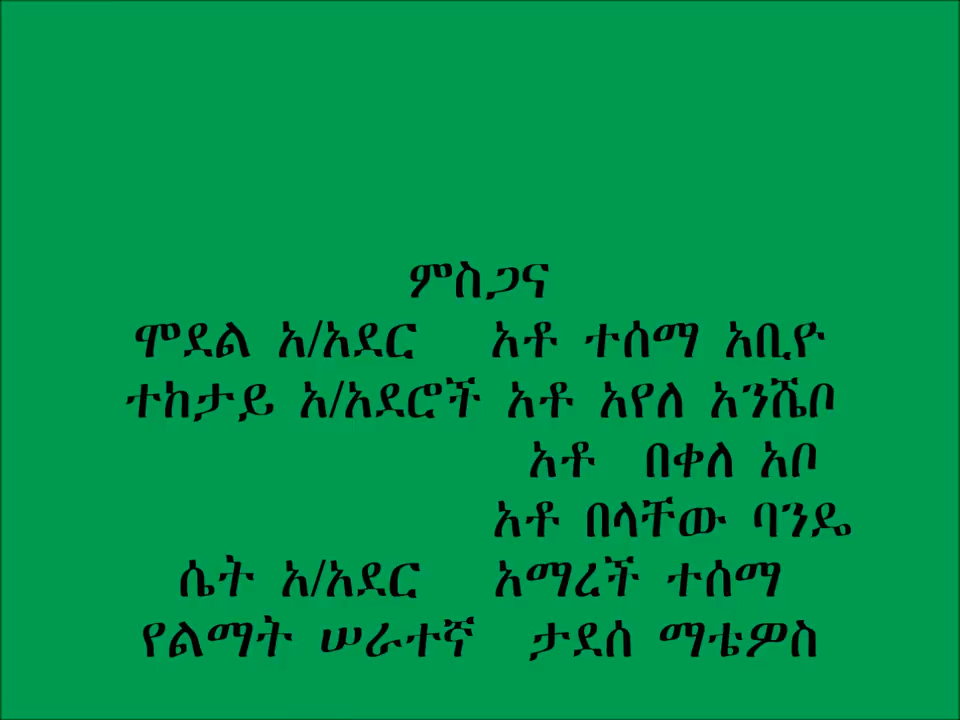 ምስጋና
ሞደል አ/አደር አቶ ተሰማ አቢዮ
ተከታይ አ/አደሮች አቶ አየለ አንሼቦ
አቶ በቀለ አቦ
አቶ በላቸው ባንዴ
ሴት አ/አደር አማረች ተሰማ
የልማት ሠራተኛ ታደሰ ማቴዎስ